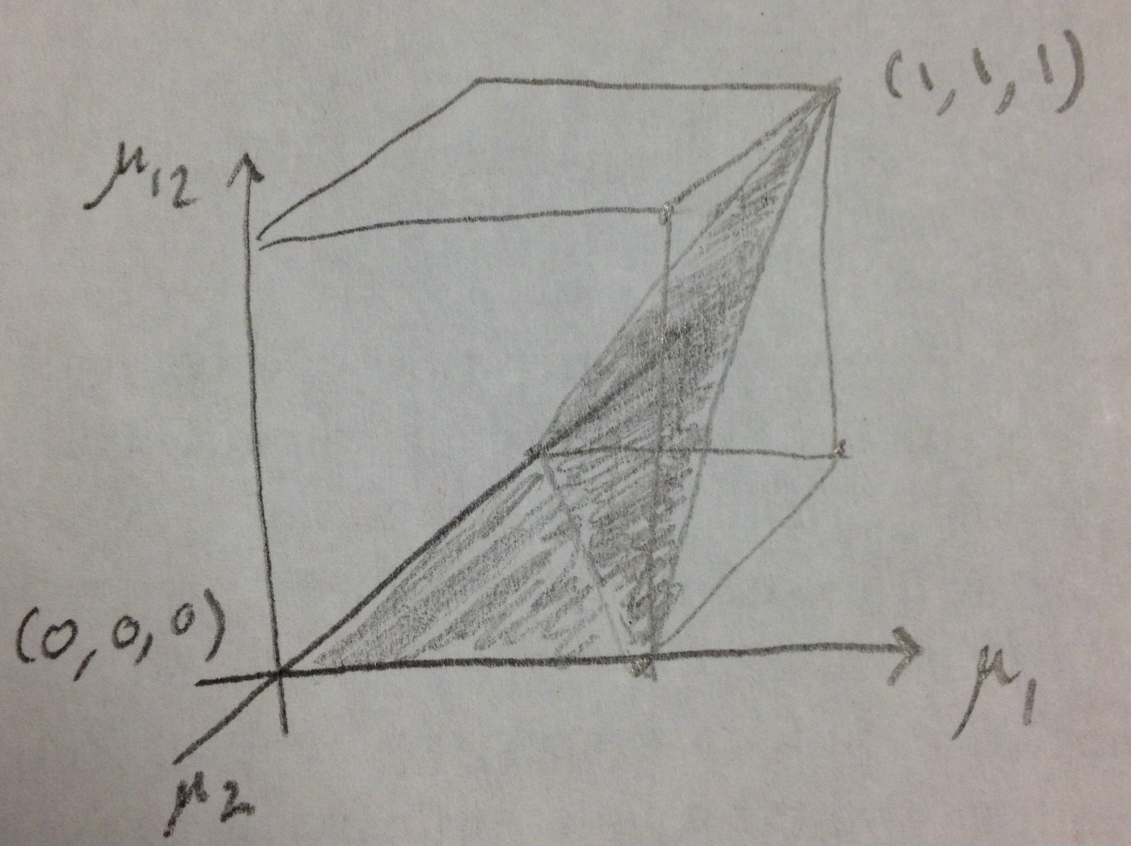 (1, 1, 1)
μ₁₂
(0, 0, 0)
μ₁
μ₂